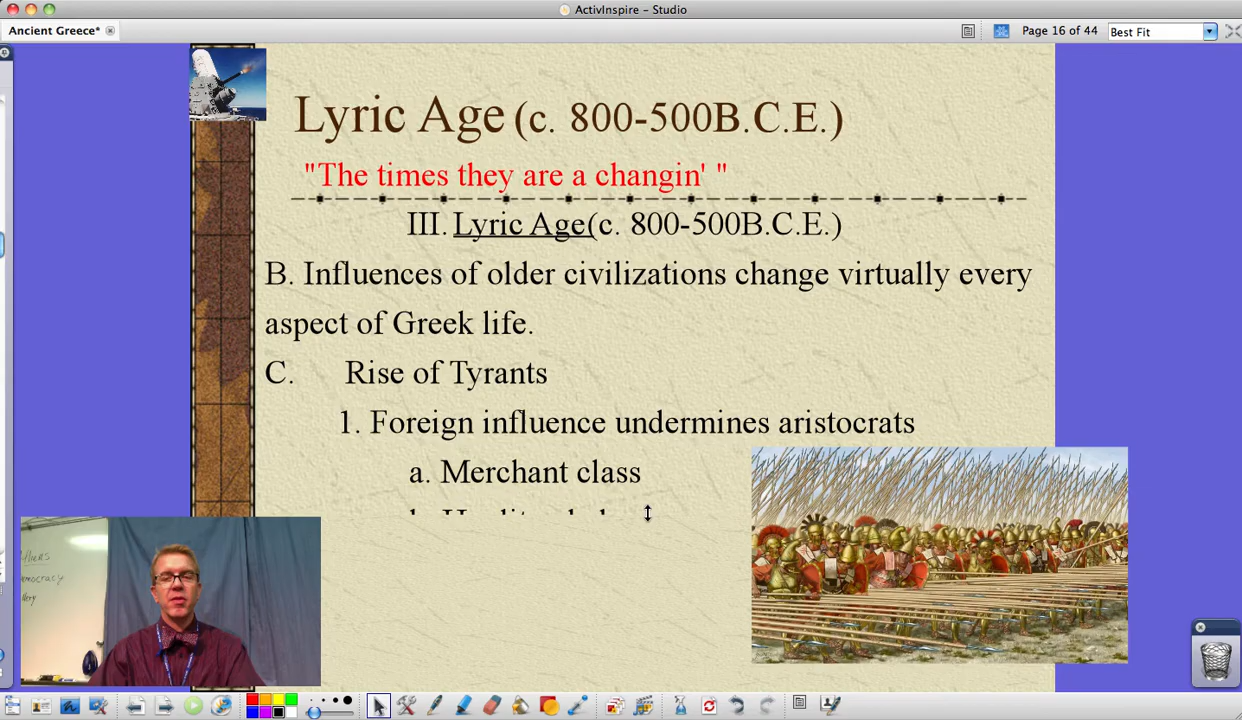 ActivInspire - Studio
Ancient Greece*
Page 16 of 44
Best Fit
Lyric Age (c. 800-500B.C.E.)
"The times they are a changin' "
III. Lyric Age(c. 800-500B.C.E.)
B. Influences of older civilizations change virtually every
aspect of Greek life.
C. Rise of Tyrants
1. Foreign influence undermines aristocrats
a. Merchant class